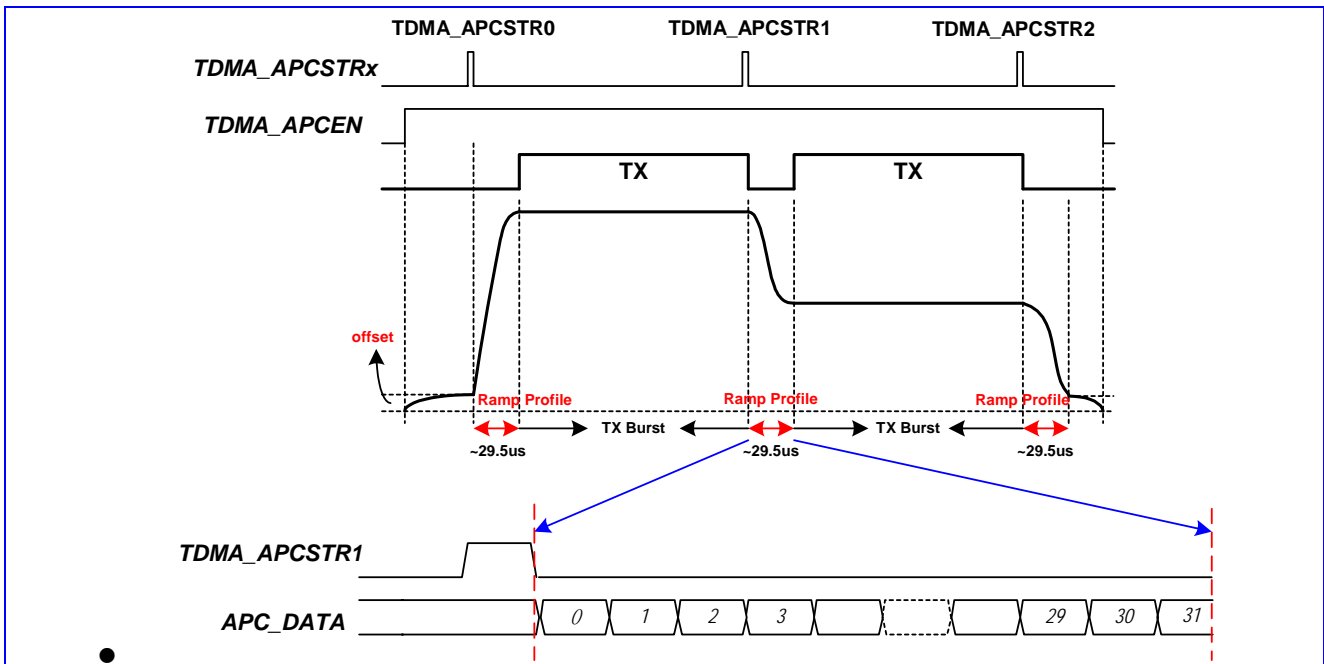 TDMA_APCSTR0 TDMA_APCSTR1 TDMA_APCSTR2
TDMA_APCSTRx
TDMA_APCEN
TX TX
offset
Ramp Profile Ramp Profile Ramp Profile
TX Burst TX Burst
~29.5us ~29.5us ~29.5us
TDMA_APCSTR1
APC_DATA 0 1 2 3 29 30 31